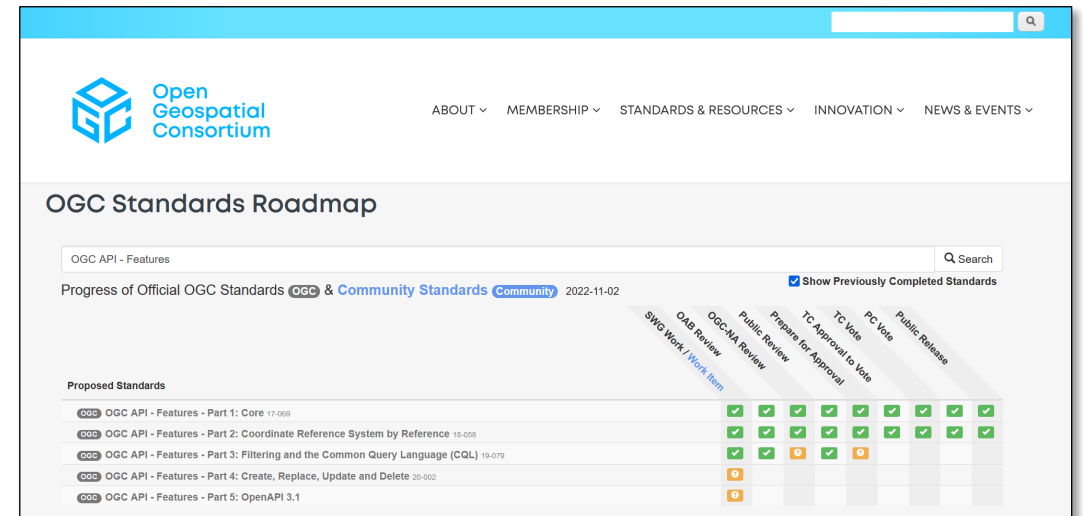 Open
Geospatial
Consortium
ABOUT MEMBERSHIP STANDARDS & RESOURCES INNOVATION NEWS & EVENTS
OGC Standards Roadmap
OGC API - Features Search
Show Previously Completed Standards
Progress of Official OGC Standards OGC & Community Standards Community 2022-11-02
SWG Work / Work Item
OAB Review
OGC-NA Review
Public Review
Prepare for Approval
TC Approval to Vote
TC Vote
PC Vote
Public Release
Proposed Standards
OGC OGC API - Features - Part 1: Core 17-069
OGC OGC API - Features - Part 2: Coordinate Reference System by Reference 18-058
OGC OGC API - Features - Part 3: Filtering and the Common Query Language (CQL) 19-079
OGC OGC API - Features - Part 4: Create, Replace, Update and Delete 20-002
OGC OGC API - Features - Part 5: OpenAPI 3.1